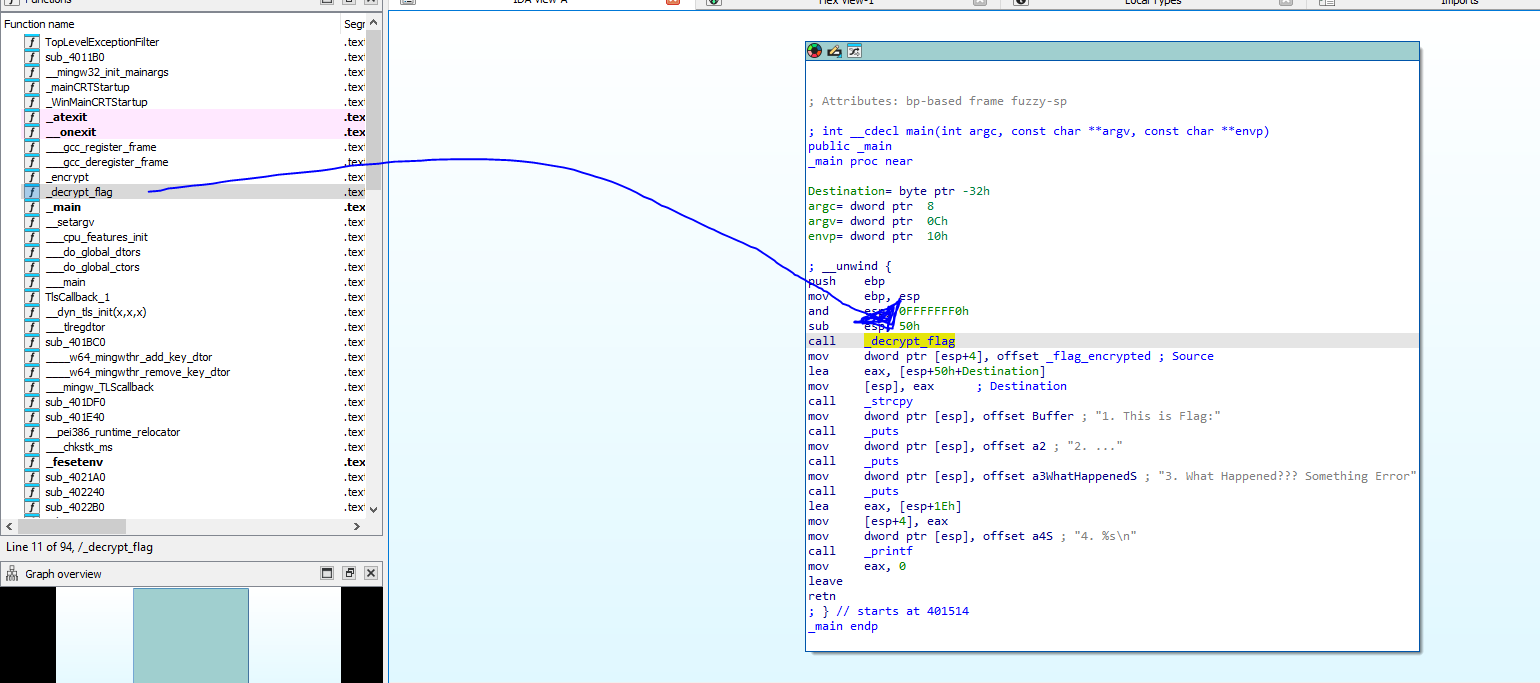 Functions
IDA View-A
Hex View-1
Local Types
Imports
Function name
Segr
TopLevelExceptionFilter .text
sub_4011B0 .text
__mingw32_init_mainargs .text
_mainCRTStartup .text
_WinMainCRTStartup .text
_atexit .tex
__onexit .tex
___gcc_register_frame .text
___gcc_deregister_frame .text
_encrypt .text
_decrypt_flag .text
_main .tex
__setargv .text
___cpu_features_init .text
___do_global_dtors .text
___do_global_ctors .text
___main .text
TlsCallback_1 .text
__dyn_tls_init(x,x,x) .text
___tlregdtor .text
sub_401BC0 .text
____w64_mingwthr_add_key_dtor .text
____w64_mingwthr_remove_key_dtor .text
___mingw_TLScallback .text
sub_401DF0 .text
sub_401E40 .text
__pei386_runtime_relocator .text
___chkstk_ms .text
_fesetenv .tex
sub_4021A0 .text
sub_402240 .text
sub_4022B0 .text
Line 11 of 94, /_decrypt_flag
Graph overview
; Attributes: bp-based frame fuzzy-sp
; int __cdecl main(int argc, const char **argv, const char **envp)
public _main
_main proc near
Destination= byte ptr -32h
argc= dword ptr  8
argv= dword ptr  0Ch
envp= dword ptr  10h
; __unwind {
push    ebp
mov     ebp, esp
and     esp, 0FFFFFFF0h
sub     esp, 50h
call    _decrypt_flag
mov     dword ptr [esp+4], offset _flag_encrypted ; Source
lea     eax, [esp+50h+Destination]
mov     [esp], eax      ; Destination
call    _strcpy
mov     dword ptr [esp], offset Buffer ; "1. This is Flag:"
call    _puts
mov     dword ptr [esp], offset a2 ; "2. ..."
call    _puts
mov     dword ptr [esp], offset a3WhatHappenedS ; "3. What Happened??? Something Error"
call    _puts
lea     eax, [esp+1Eh]
mov     [esp+4], eax
mov     dword ptr [esp], offset a4S ; "4. %s\n"
call    _printf
mov     eax, 0
leave
retn
; } // starts at 401514
_main endp